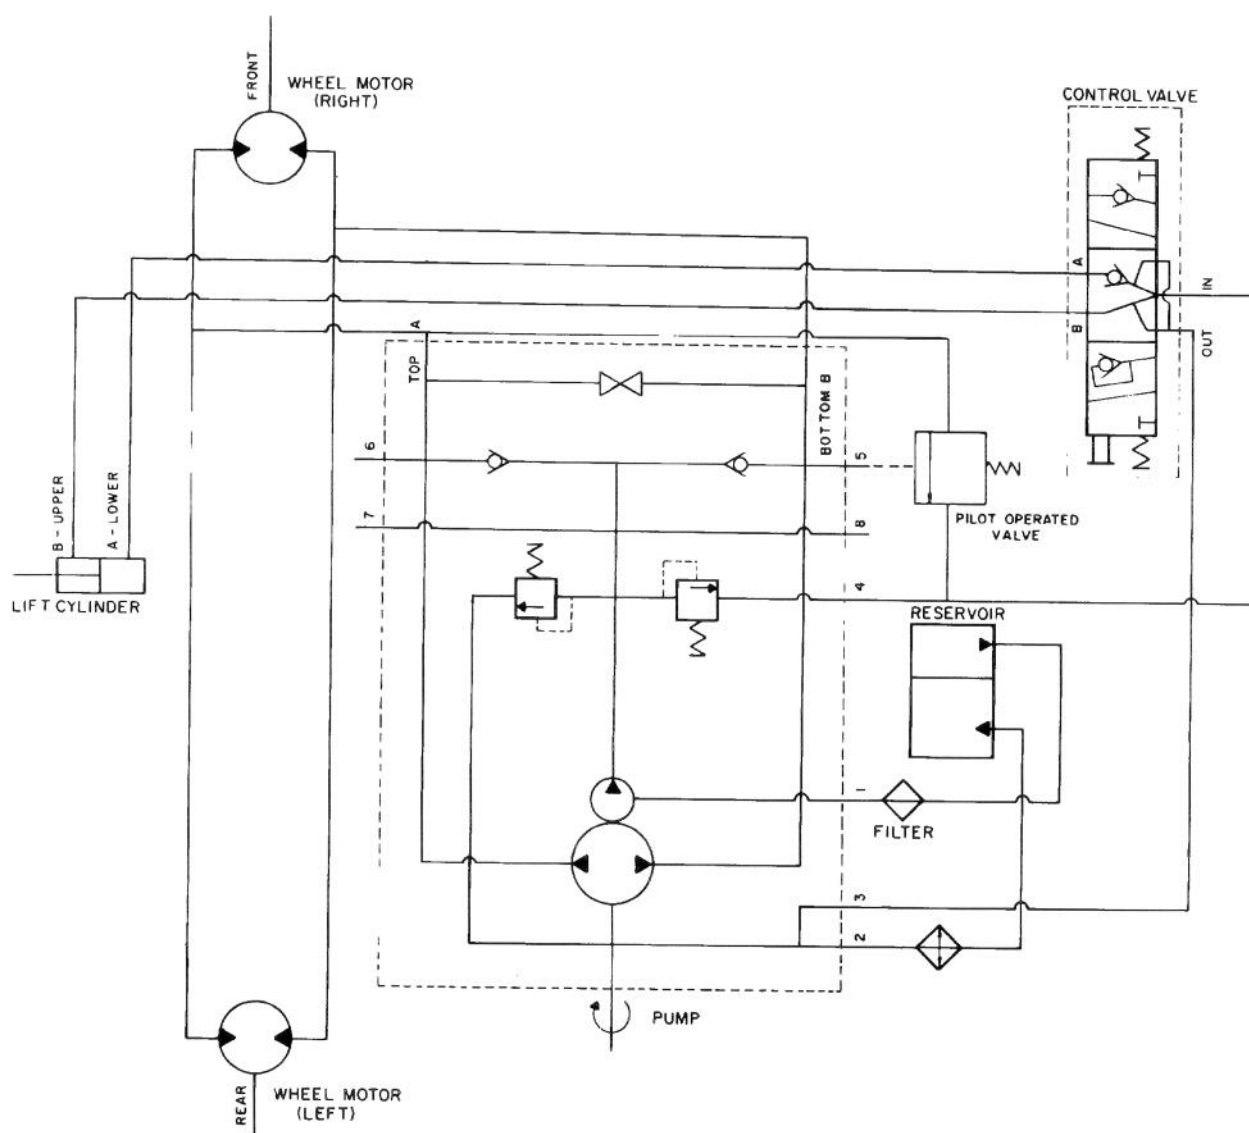 FRONT
WHEEL MOTOR
(RIGHT)
CONTROL VALVE
A
B
IN
OUT
A
TOP
BOTTOM B
6
5
7
8
PILOT OPERATED
VALVE
B - UPPER
A - LOWER
LIFT CYLINDER
4
RESERVOIR
1
FILTER
3
2
PUMP
REAR
WHEEL MOTOR
(LEFT)